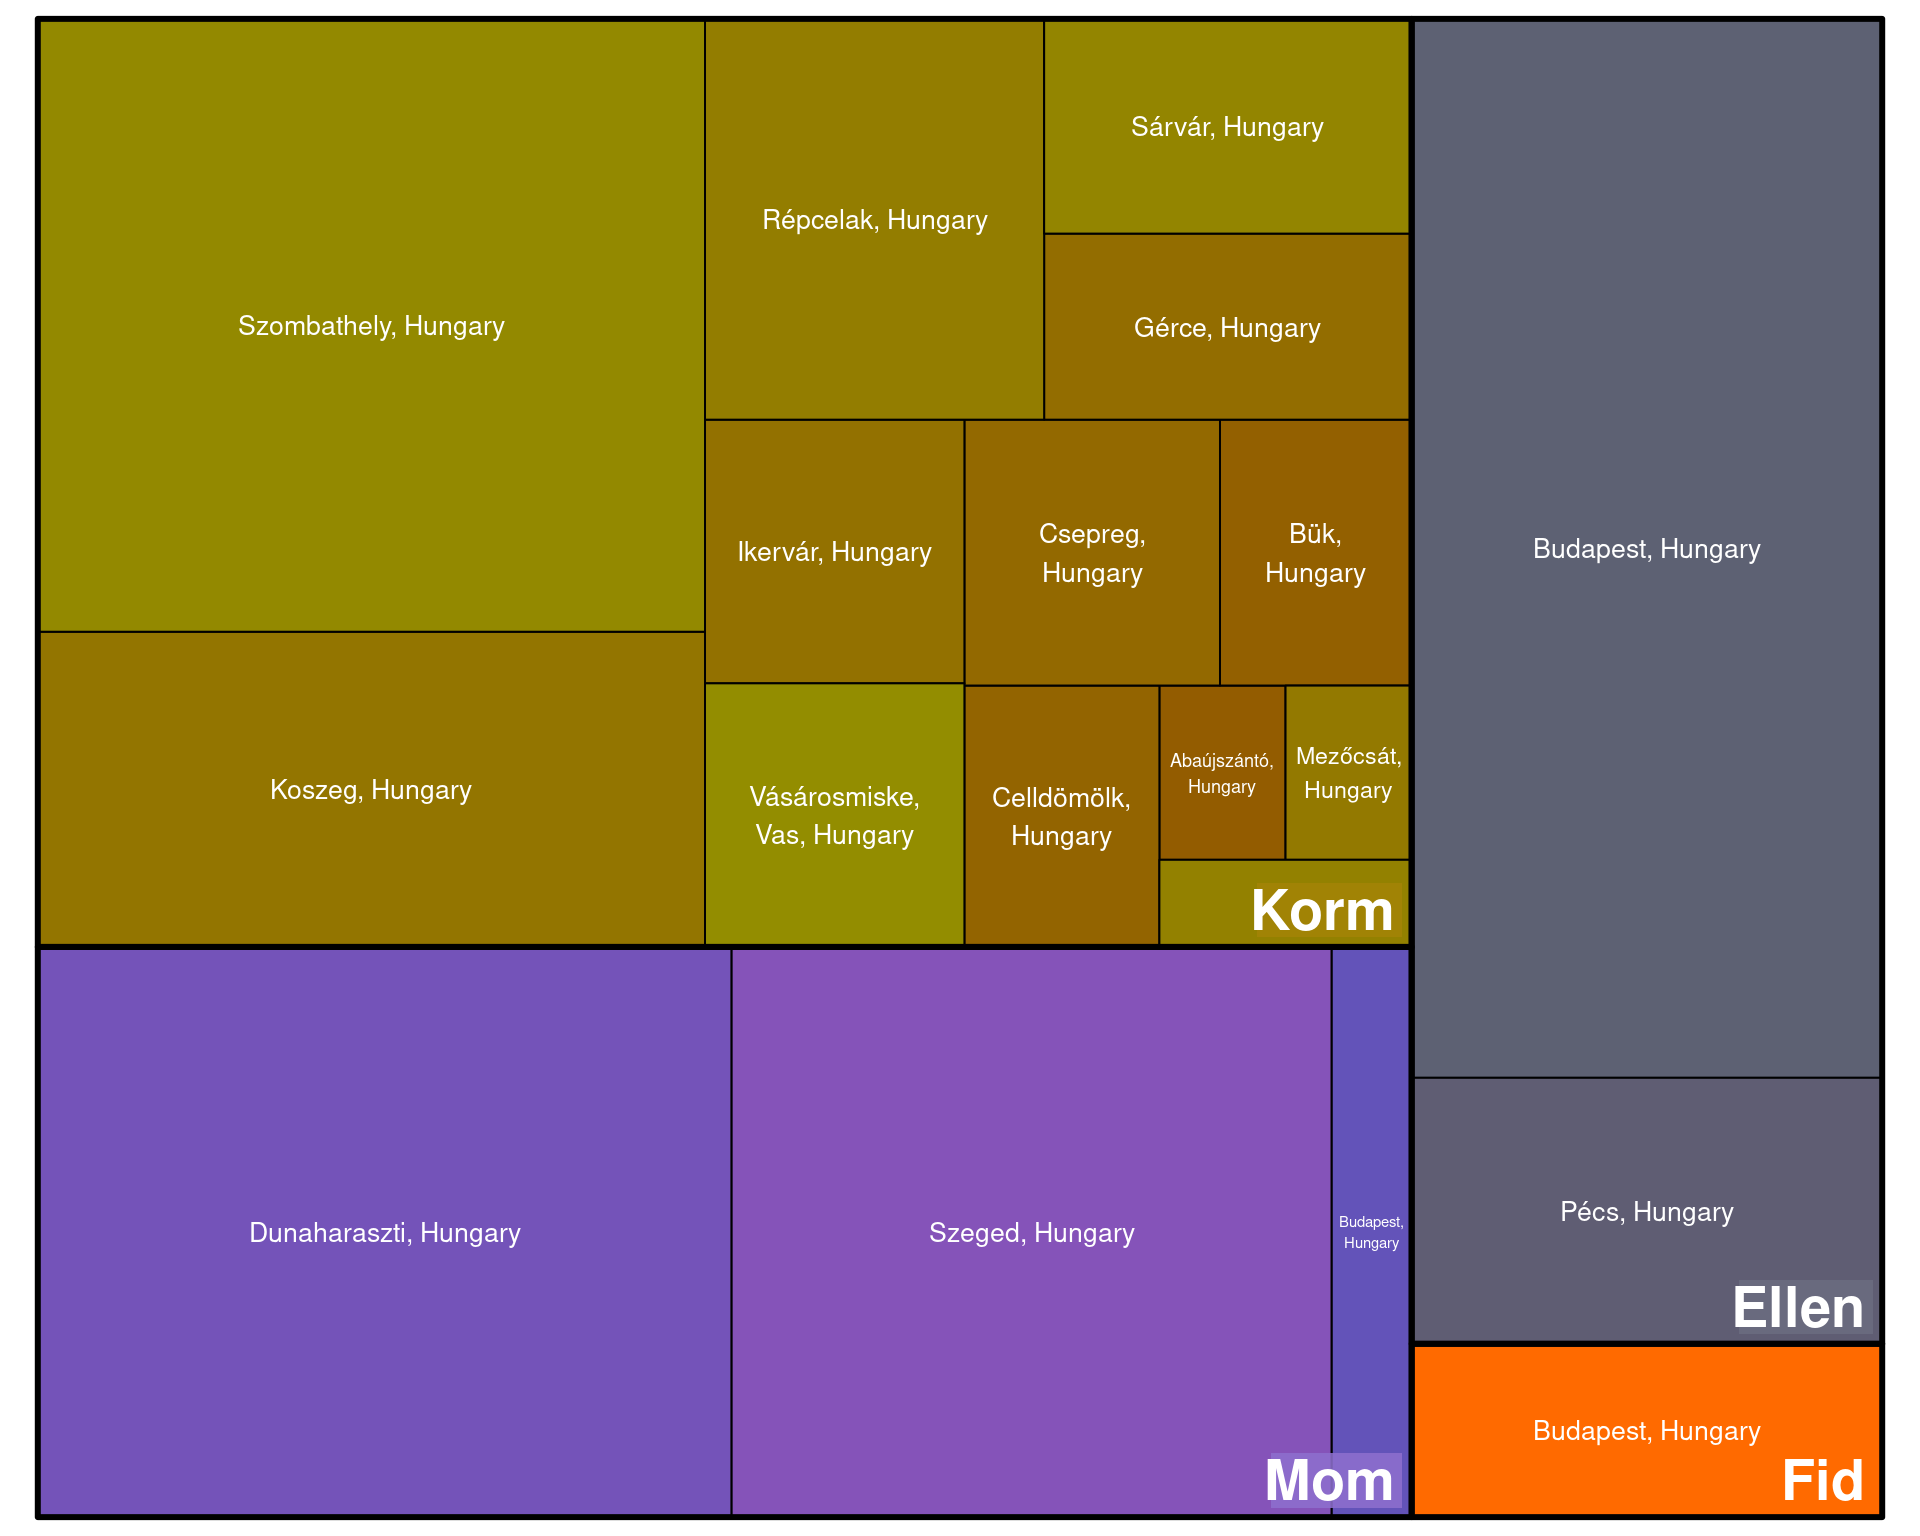 Szombathely, Hungary
Koszeg, Hungary
Répcelak, Hungary
Sárvár, Hungary
Gérce, Hungary
Ikervár, Hungary
Csepreg,
Hungary
Bük,
Hungary
Vásárosmiske,
Vas, Hungary
Celldömölk,
Hungary
Abaújszántó,
Hungary
Mezőcsát,
Hungary
Korm
Dunaharaszti, Hungary
Szeged, Hungary
Budapest,
Hungary
Mom
Budapest, Hungary
Pécs, Hungary
Ellen
Budapest, Hungary
Fid